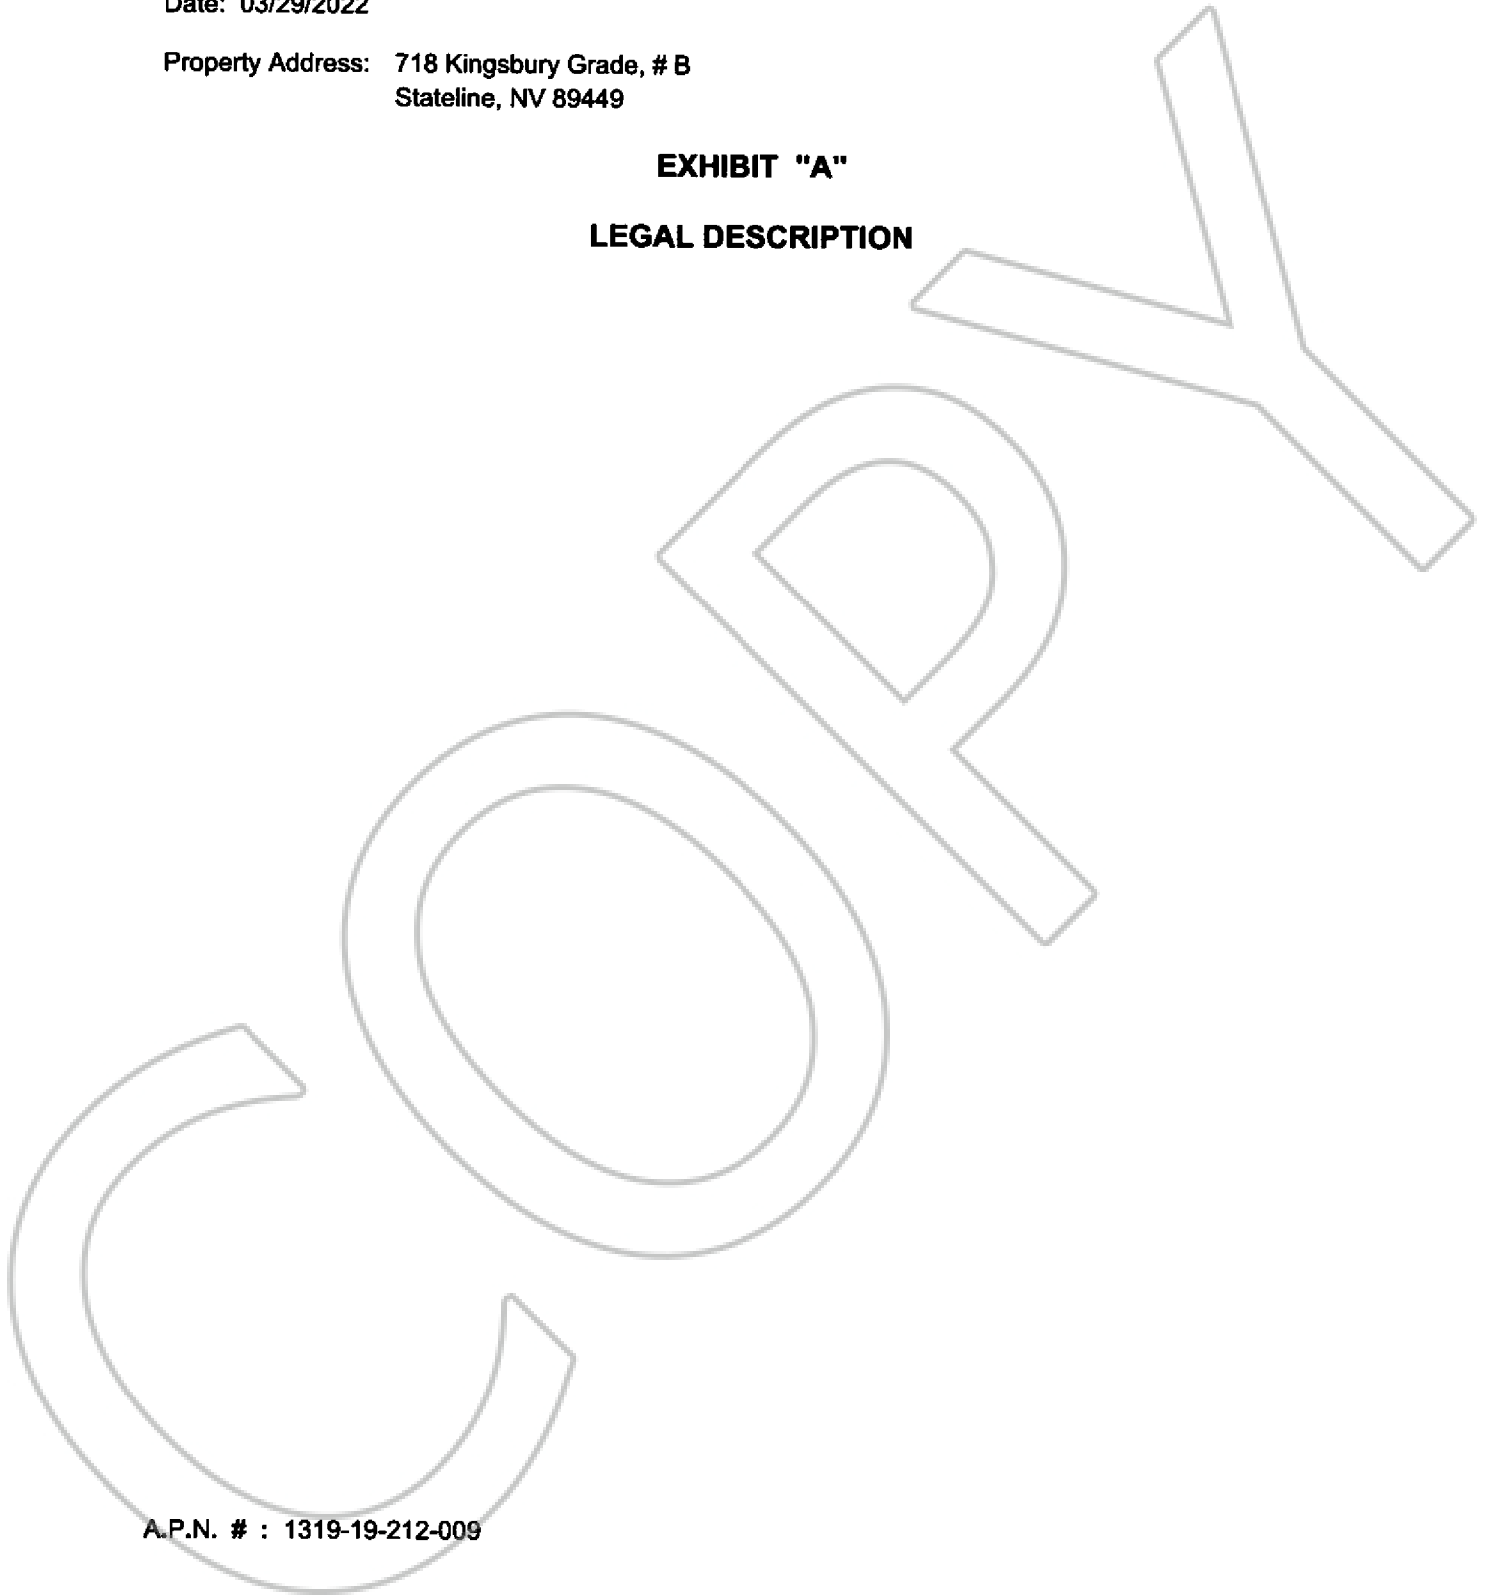 Date: 03/29/2022
Property Address: 718 Kingsbury Grade, # B
Stateline, NV 89449
EXHIBIT "A"
LEGAL DESCRIPTION
COPY
A.P.N. # : 1319-19-212-009